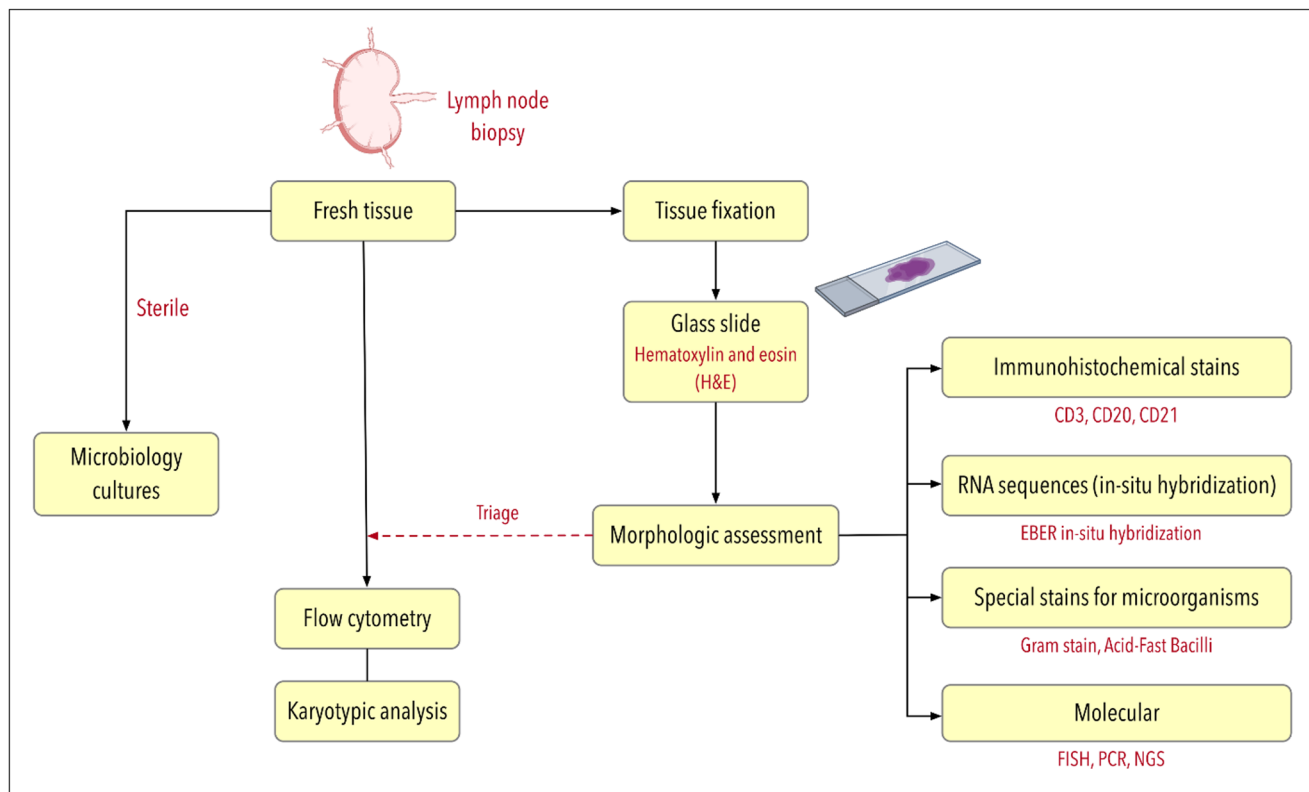 Lymph node
biopsy
Fresh tissue
Tissue fixation
Sterile
Glass slide
Hematoxylin and eosin
(H&E)
Immunohistochemical stains
CD3, CD20, CD21
Microbiology
cultures
RNA sequences (in-situ hybridization)
EBER in-situ hybridization
Triage
Morphologic assessment
Special stains for microorganisms
Gram stain, Acid-Fast Bacilli
Flow cytometry
Karyotypic analysis
Molecular
FISH, PCR, NGS